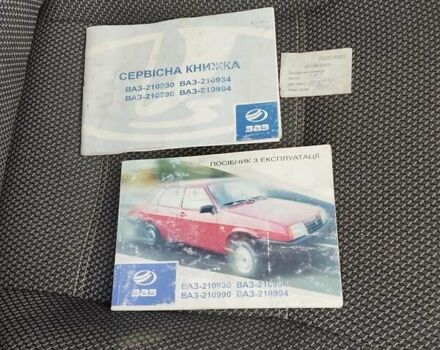 СЕРВІСНА КНИЖКА
ВАЗ-210930 ВАЗ-210934
ВАЗ-210990 ВАЗ-210994
ЗАЗ
ПОСІБНИК З ЕКСПЛУАТАЦІЇ
ЗАЗ
ВАЗ-210930 ВАЗ-210934
ВАЗ-210990 ВАЗ-210994